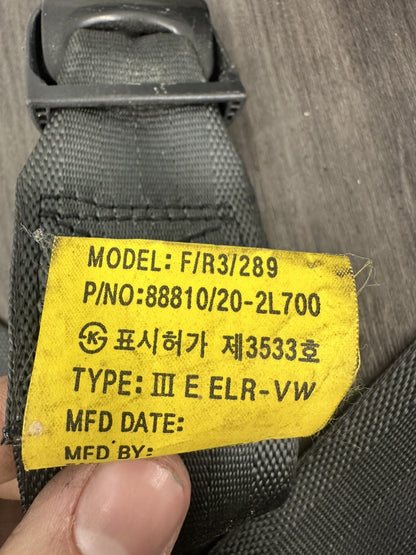 MODEL: F/R3/289
P/NO:88810/20-2L700
표시허가 제3533호
TYPE: Ⅲ E ELR-VW
MFD DATE:
MFD BY: